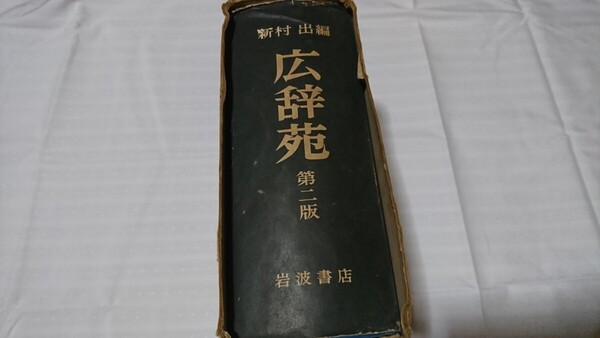 新村 出編
広辞苑
第二版
岩波書店